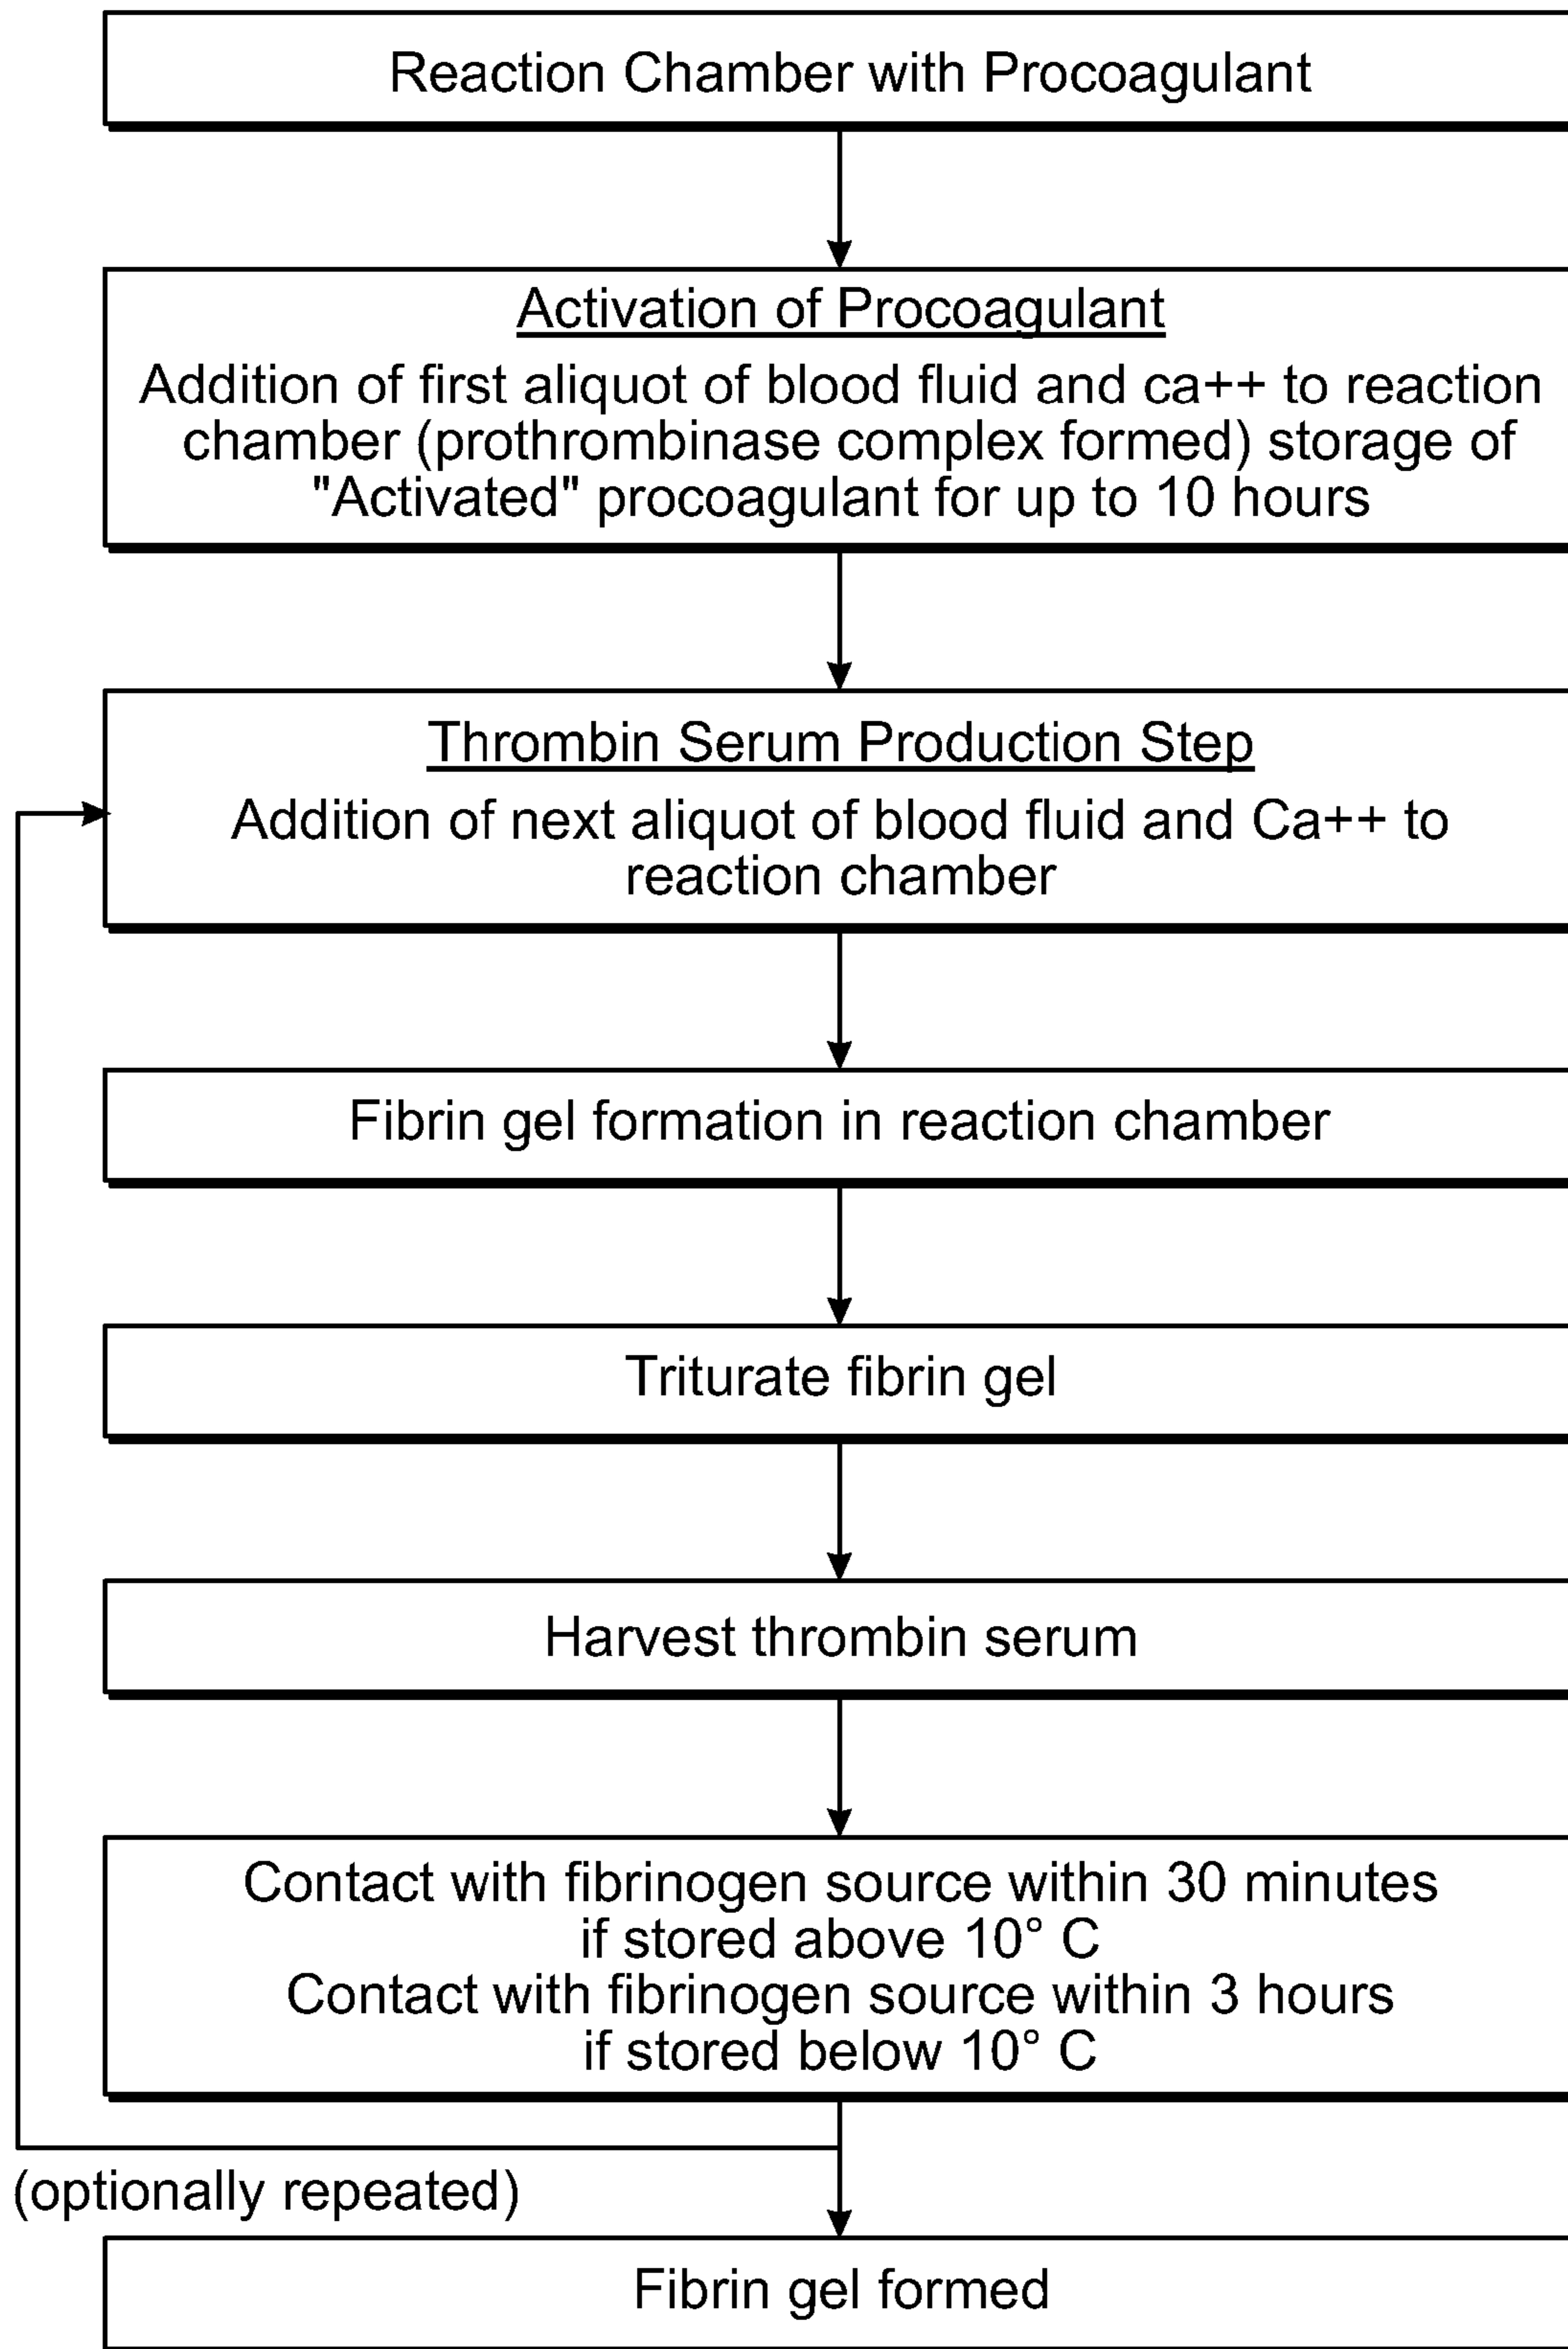 Reaction Chamber with Procoagulant
Activation of Procoagulant
Addition of first aliquot of blood fluid and ca++ to reaction
chamber (prothrombinase complex formed) storage of
"Activated" procoagulant for up to 10 hours
Thrombin Serum Production Step
Addition of next aliquot of blood fluid and Ca++ to
reaction chamber
Fibrin gel formation in reaction chamber
Triturate fibrin gel
Harvest thrombin serum
Contact with fibrinogen source within 30 minutes
if stored above 10° C
Contact with fibrinogen source within 3 hours
if stored below 10° C
(optionally repeated)
Fibrin gel formed